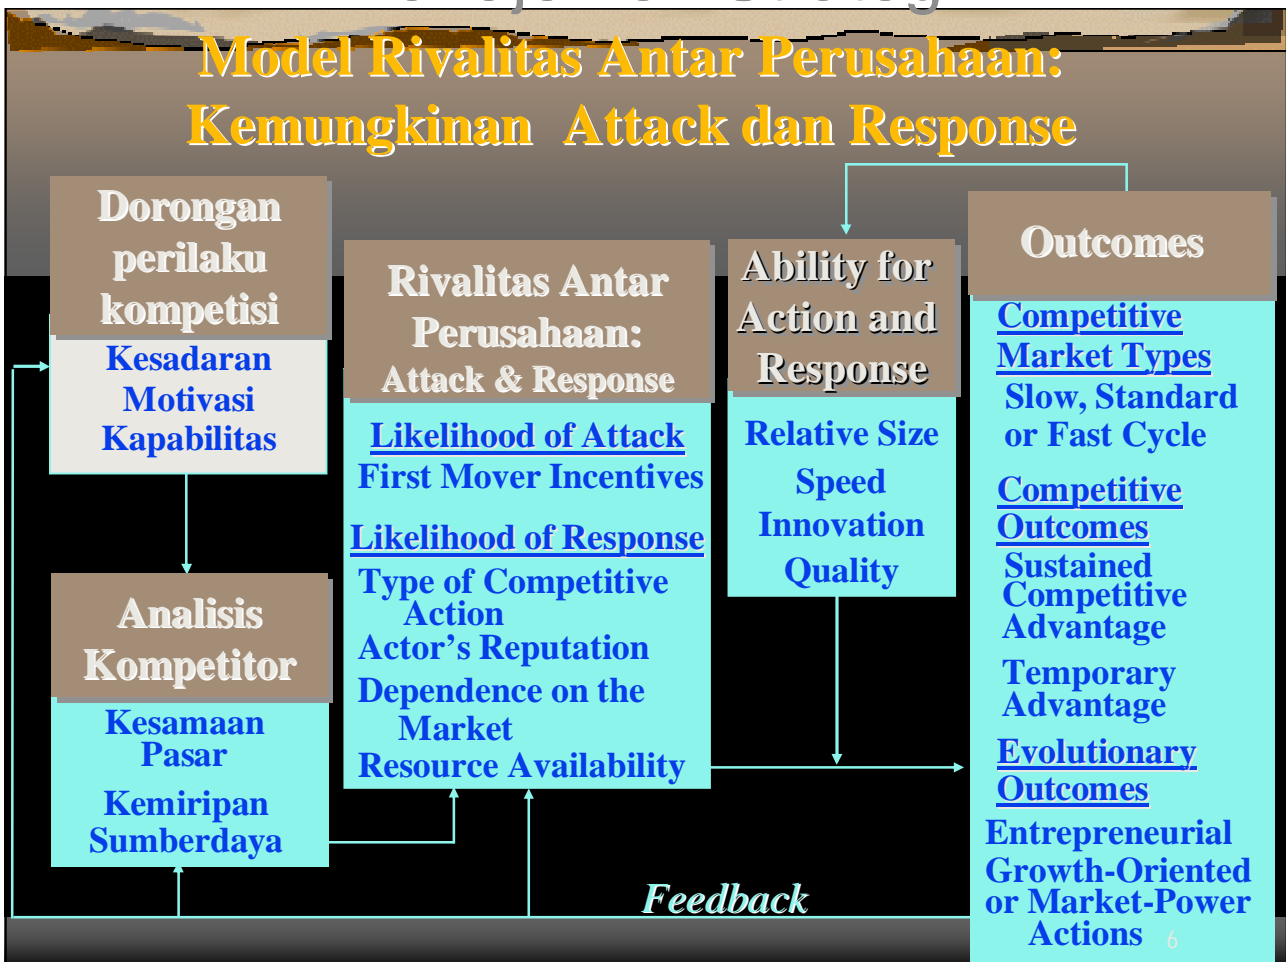 Model Rivalitas Antar Perusahaan:
Kemungkinan Attack dan Response
Dorongan
perilaku
kompetisi
Kesadaran
Motivasi
Kapabilitas
Analisis
Kompetitor
Kesamaan
Pasar
Kemiripan
Sumberdaya
Rivalitas Antar
Perusahaan:
Attack & Response
Likelihood of Attack
First Mover Incentives
Likelihood of Response
Type of Competitive
Action
Actor's Reputation
Dependence on the
Market
Resource Availability
Ability for
Action and
Response
Relative Size
Speed
Innovation
Quality
Outcomes
Competitive
Market Types
Slow, Standard
or Fast Cycle
Competitive
Outcomes
Sustained
Competitive
Advantage
Temporary
Advantage
Evolutionary
Outcomes
Entrepreneurial
Growth-Oriented
or Market-Power
Actions
Feedback
6